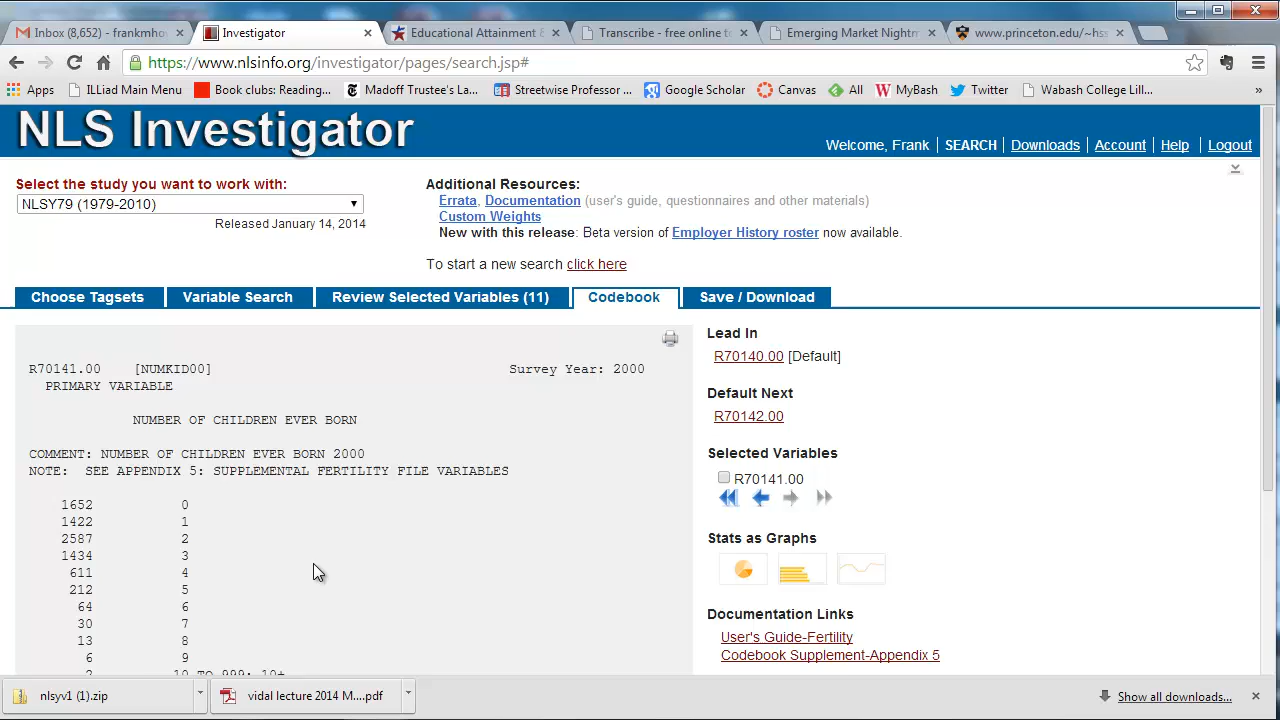 Inbox (8,652) - frankmho
Investigator
Educational Attainment &
Transcribe - free online to
Emerging Market Nightm
www.princeton.edu/~hss
https://www.nlsinfo.org/investigator/pages/search.jsp#
Apps
ILLiad Main Menu
Book clubs: Reading...
Madoff Trustee's La...
Streetwise Professor ...
Google Scholar
Canvas
All
MyBash
Twitter
Wabash College Lill...
»
NLS Investigator
Welcome, Frank | SEARCH | Downloads | Account | Help | Logout
Select the study you want to work with:
NLSY79 (1979-2010)
Released January 14, 2014
Additional Resources:
Errata, Documentation (user's guide, questionnaires and other materials)
Custom Weights
New with this release: Beta version of Employer History roster now available.
To start a new search click here
Choose Tagsets
Variable Search
Review Selected Variables (11)
Codebook
Save / Download
R70141.00 [NUMKID00] Survey Year: 2000
PRIMARY VARIABLE
NUMBER OF CHILDREN EVER BORN
COMMENT: NUMBER OF CHILDREN EVER BORN 2000
NOTE: SEE APPENDIX 5: SUPPLEMENTAL FERTILITY FILE VARIABLES
1652 0
1422 1
2587 2
1434 3
611 4
212 5
64 6
30 7
13 8
6 9
2 10 TO 999: 10+
Lead In
R70140.00 [Default]
Default Next
R70142.00
Selected Variables
R70141.00
Stats as Graphs
Documentation Links
User's Guide-Fertility
Codebook Supplement-Appendix 5
nlsyv1 (1).zip
vidal lecture 2014 M....pdf
Show all downloads...